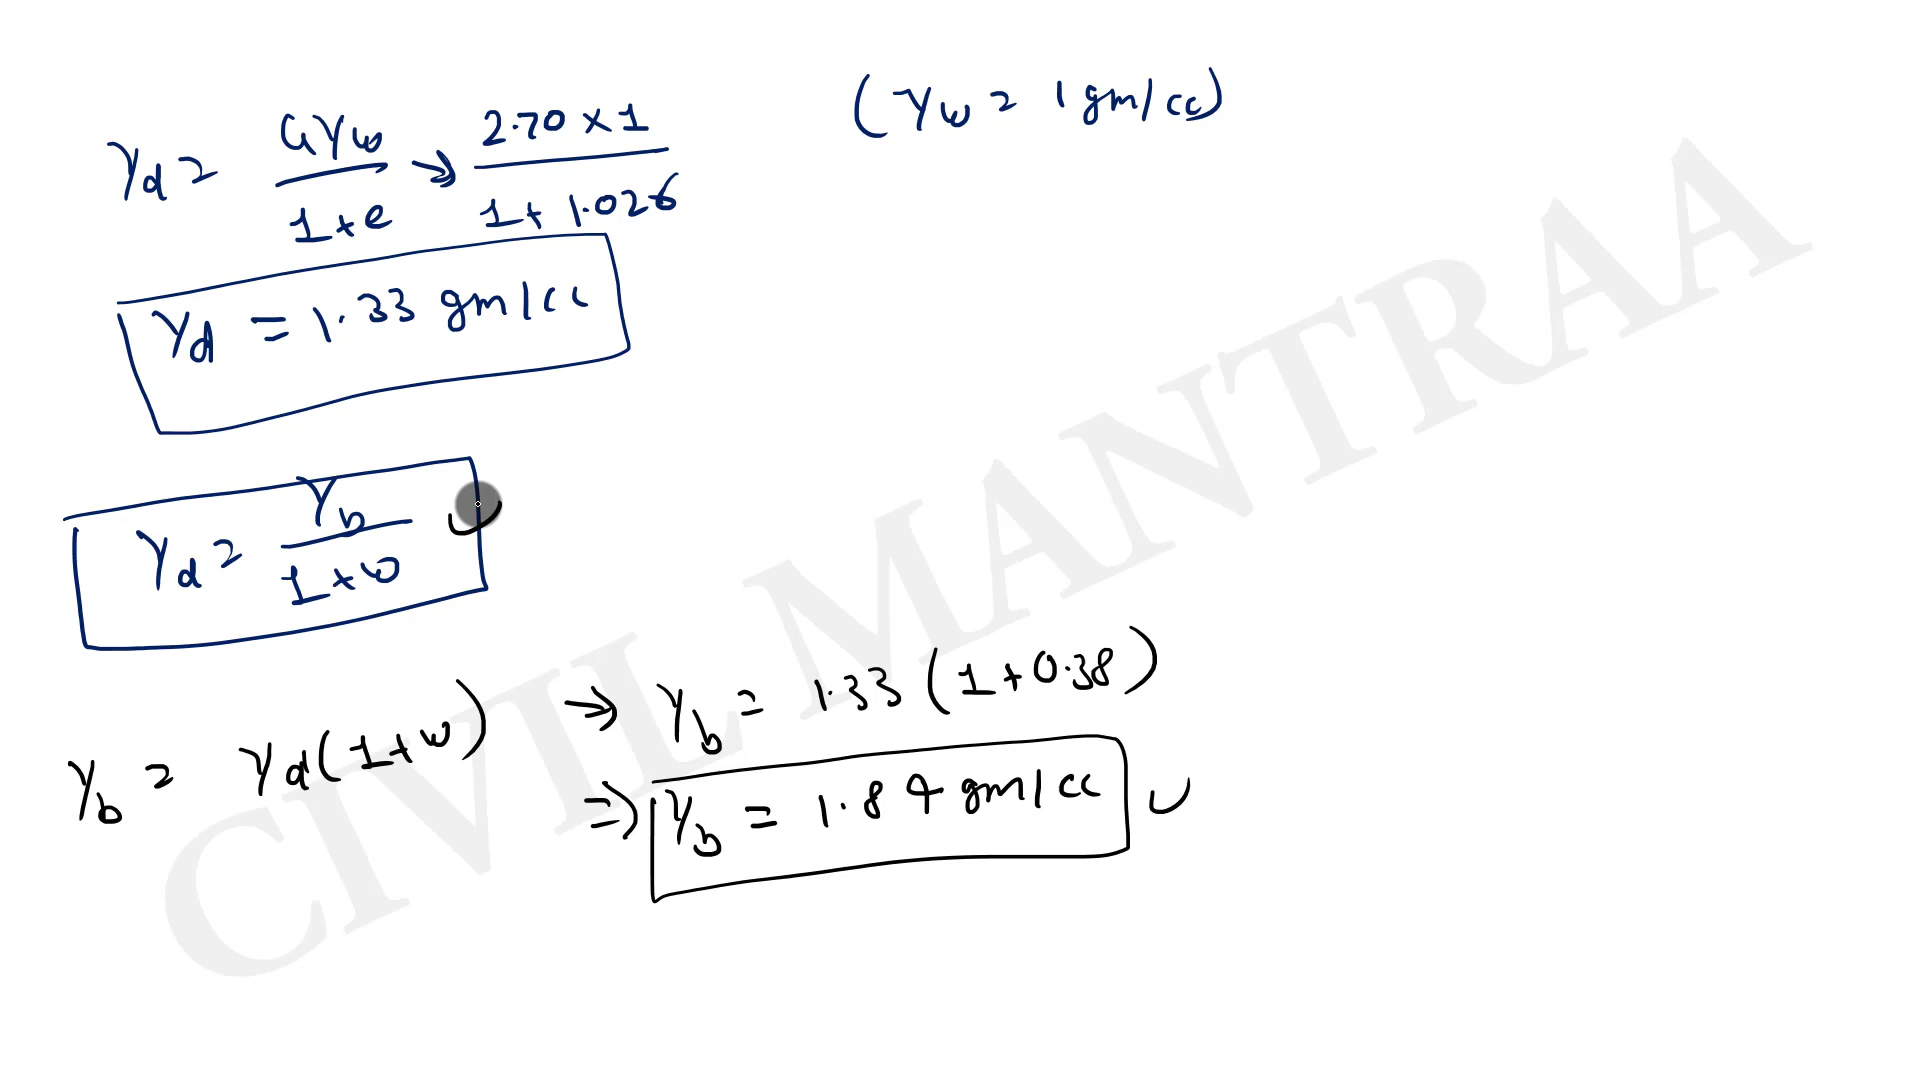 γd = Gγw / 1+e → 2.70 × 1 / 1 + 1.026
(γw = 1 gm/cc)
γd = 1.33 gm/cc
γd = γb / 1+w
γb = γd(1+w) → γb = 1.33 (1+0.38)
⇒ γb = 1.84 gm/cc
CIVIL MANTRAA